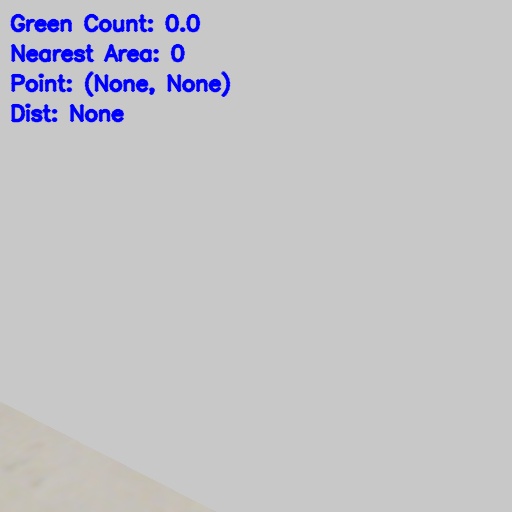 Green Count: 0.0
Nearest Area: 0
Point: (None, None)
Dist: None